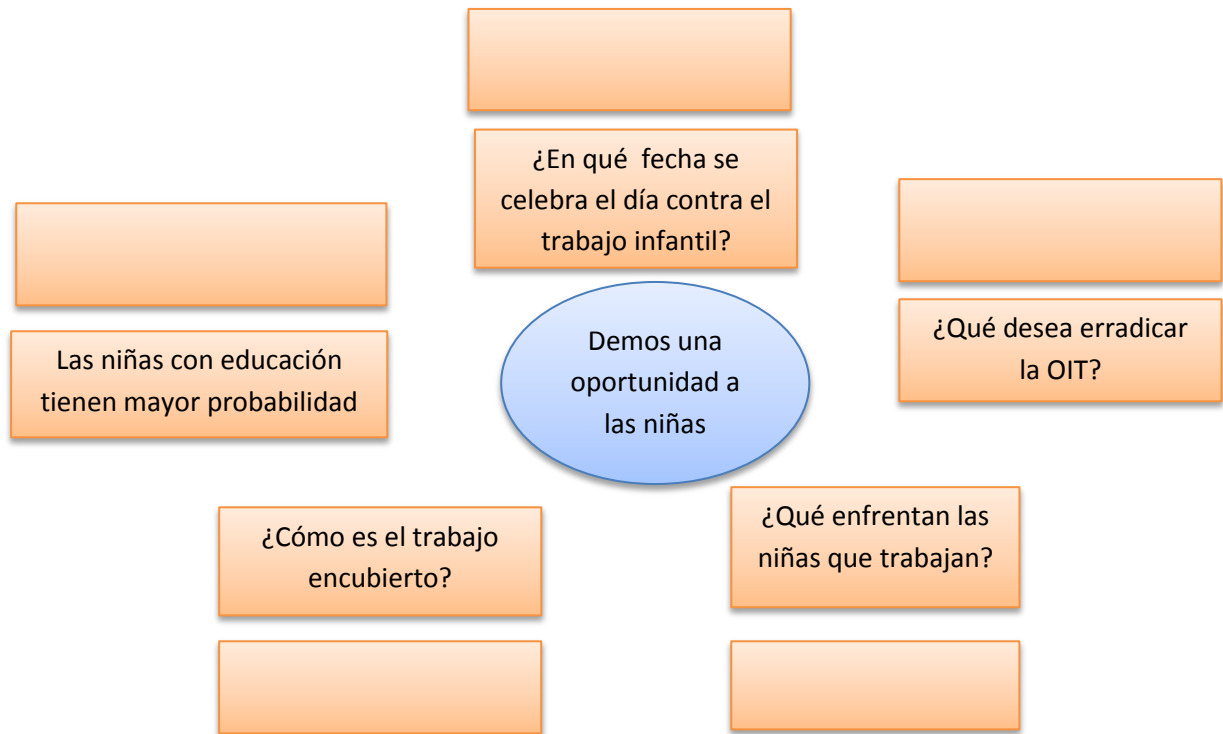 ¿En qué fecha se
celebra el día contra el
trabajo infantil?
¿Qué desea erradicar
la OIT?
Las niñas con educación
tienen mayor probabilidad
Demos una
oportunidad a
las niñas
¿Qué enfrentan las
niñas que trabajan?
¿Cómo es el trabajo
encubierto?